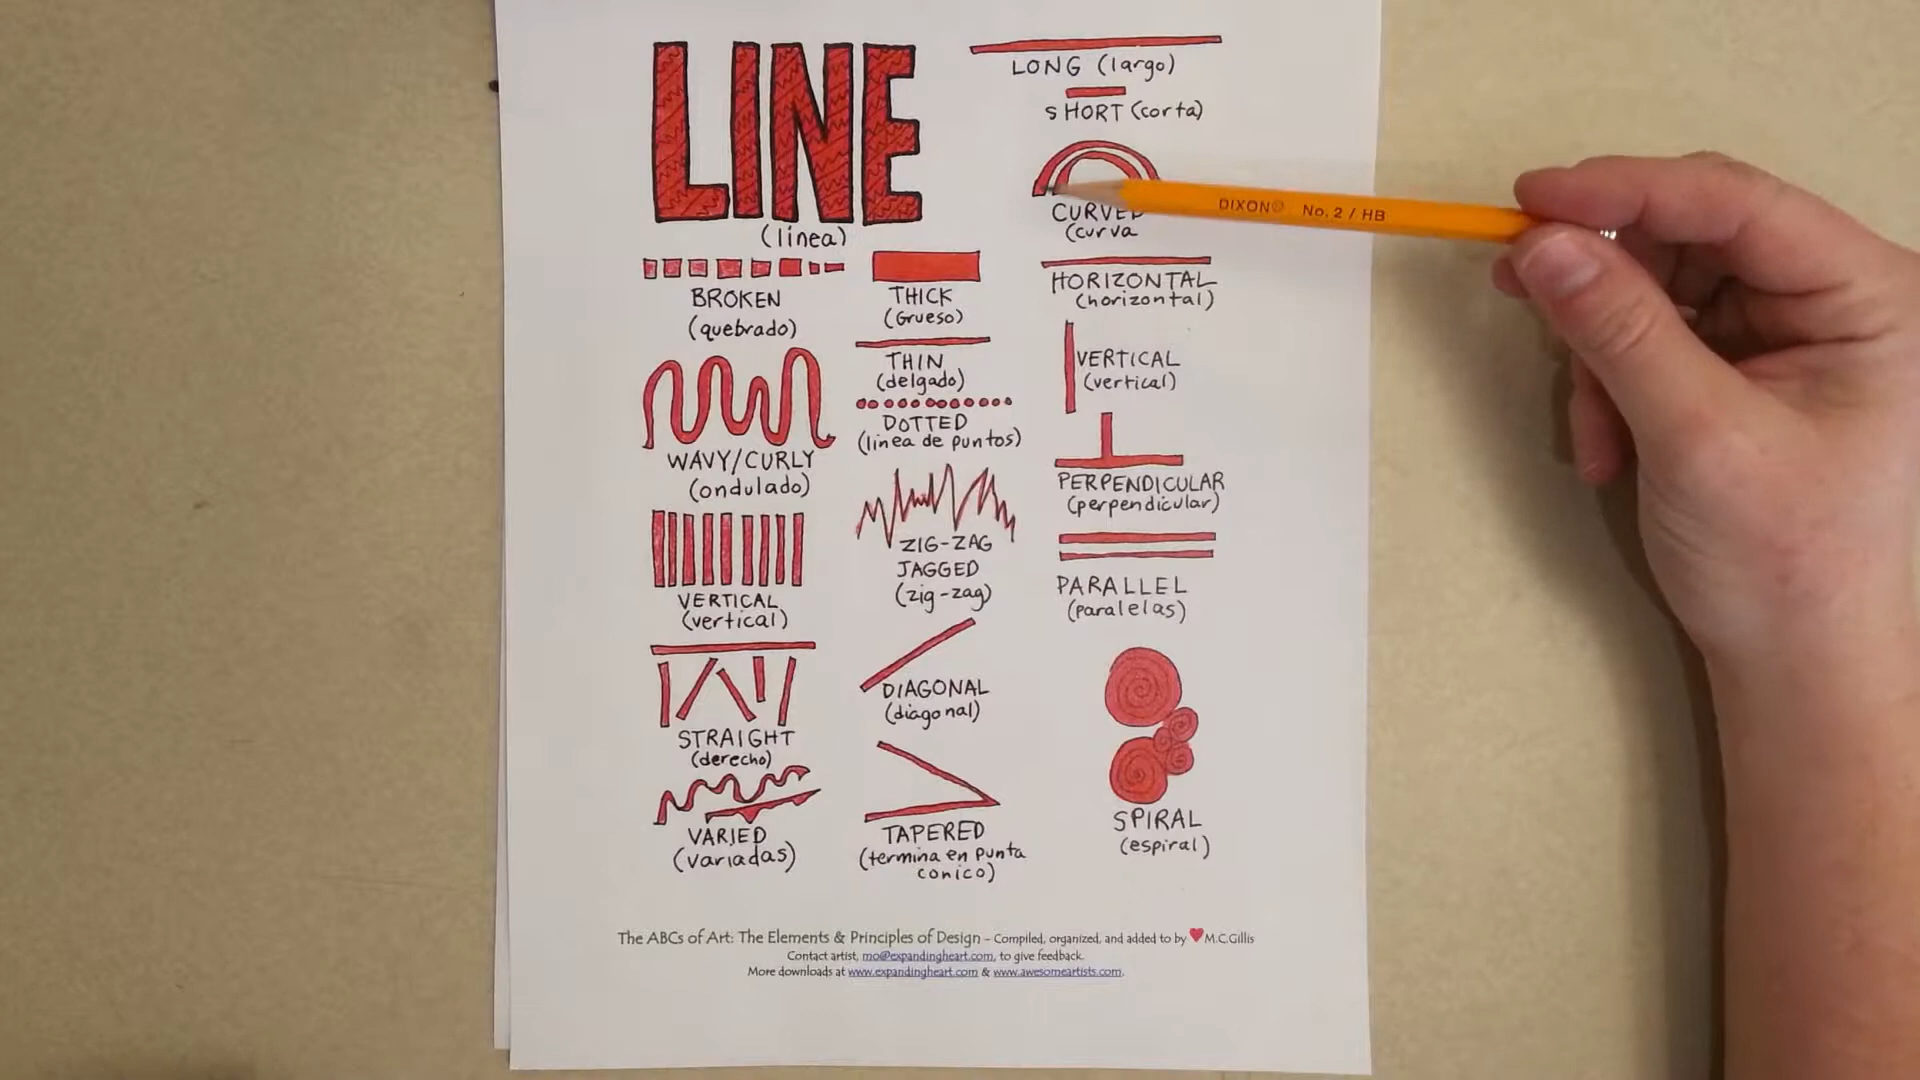 LINE
(linea)
BROKEN
(quebrado)
WAVY/CURLY
(ondulado)
VERTICAL
(vertical)
STRAIGHT
(derecho)
VARIED
(variadas)
THICK
(Grueso)
THIN
(delgado)
DOTTED
(linea de puntos)
ZIG-ZAG
JAGGED
(zig-zag)
DIAGONAL
(diagonal)
TAPERED
(termina en punta
conico)
LONG (largo)
SHORT (corta)
CURVED
(curva
HORIZONTAL
(horizontal)
VERTICAL
(vertical)
PERPENDICULAR
(perpendicular)
PARALLEL
(paralelas)
SPIRAL
(espiral)
DIXON No. 2 / HB
The ABCs of Art: The Elements & Principles of Design – Compiled, organized, and added to by ♥M.C.Gillis
Contact artist, mo@expandingheart.com, to give feedback.
More downloads at www.expandingheart.com & www.awesomeartists.com.